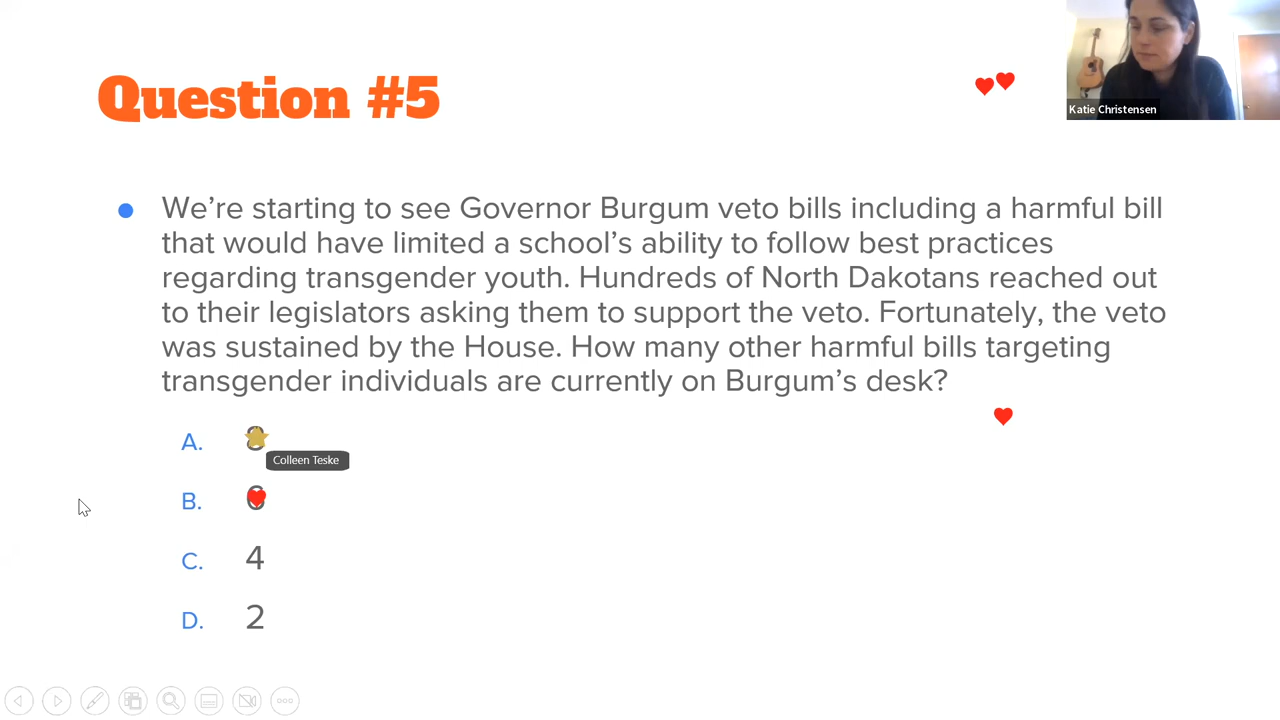 Question #5
Katie Christensen
We're starting to see Governor Burgum veto bills including a harmful bill
that would have limited a school's ability to follow best practices
regarding transgender youth. Hundreds of North Dakotans reached out
to their legislators asking them to support the veto. Fortunately, the veto
was sustained by the House. How many other harmful bills targeting
transgender individuals are currently on Burgum's desk?
A. 8
Colleen Teske
B. 6
C. 4
D. 2